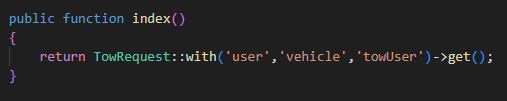 public function index()
{
    return TowRequest::with('user','vehicle','towUser')->get();
}